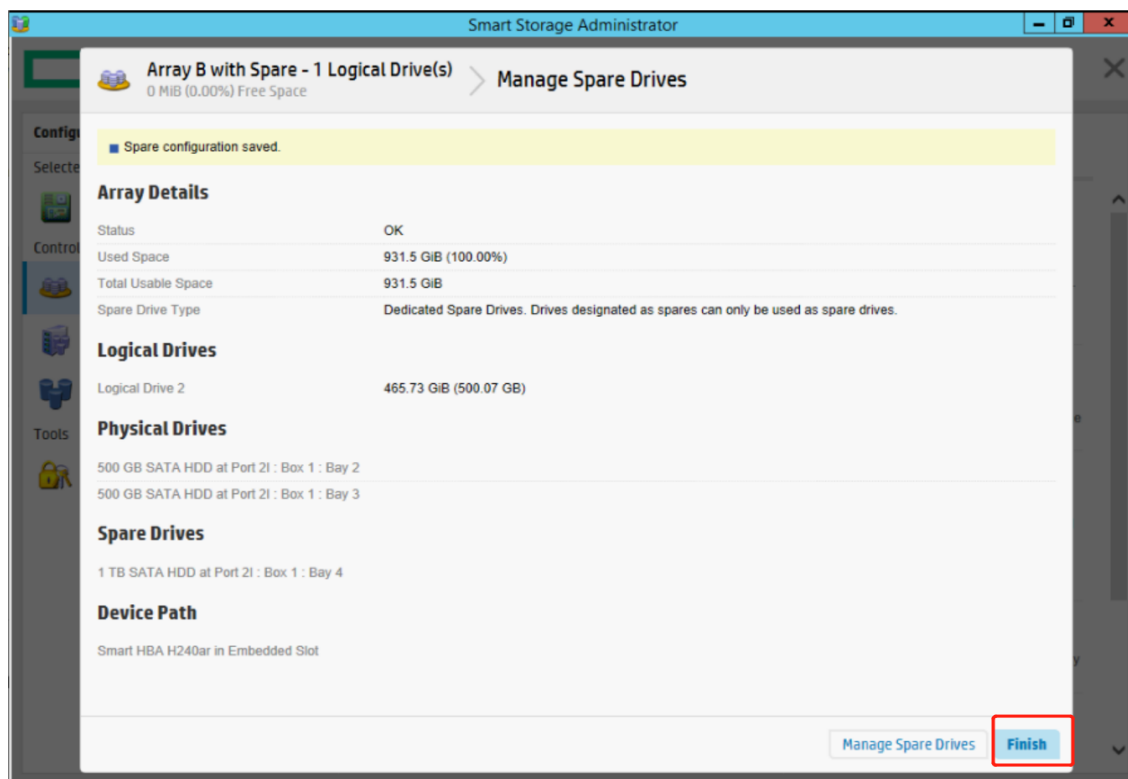 Smart Storage Administrator
Array B with Spare - 1 Logical Drive(s)
0 MiB (0.00%) Free Space
Manage Spare Drives
Configu
Spare configuration saved.
Selecte
Array Details
Status OK
Control
Used Space 931.5 GiB (100.00%)
Total Usable Space 931.5 GiB
Spare Drive Type Dedicated Spare Drives. Drives designated as spares can only be used as spare drives.
Logical Drives
Logical Drive 2 465.73 GiB (500.07 GB)
e
Tools
Physical Drives
500 GB SATA HDD at Port 2I : Box 1 : Bay 2
500 GB SATA HDD at Port 2I : Box 1 : Bay 3
Spare Drives
1 TB SATA HDD at Port 2I : Box 1 : Bay 4
Device Path
Smart HBA H240ar in Embedded Slot
y
Manage Spare Drives
Finish